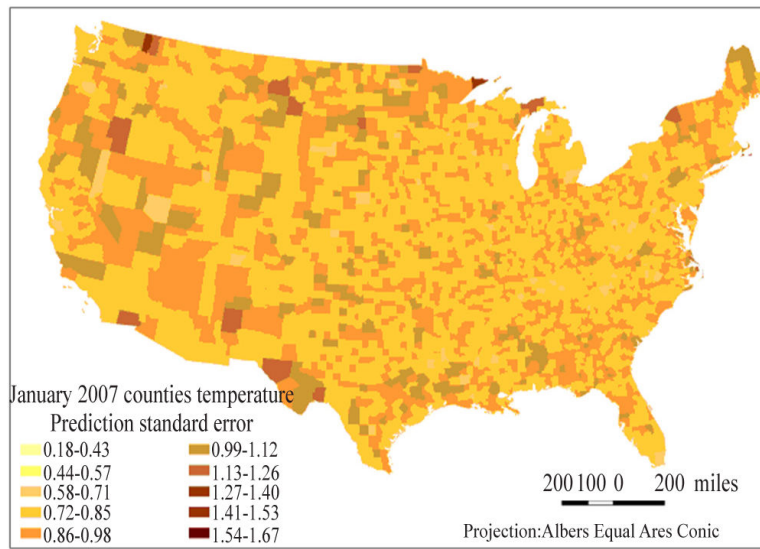 January 2007 counties temperature
Prediction standard error
0.18-0.43
0.44-0.57
0.58-0.71
0.72-0.85
0.86-0.98
0.99-1.12
1.13-1.26
1.27-1.40
1.41-1.53
1.54-1.67
200 100 0 200 miles
Projection:Albers Equal Ares Conic